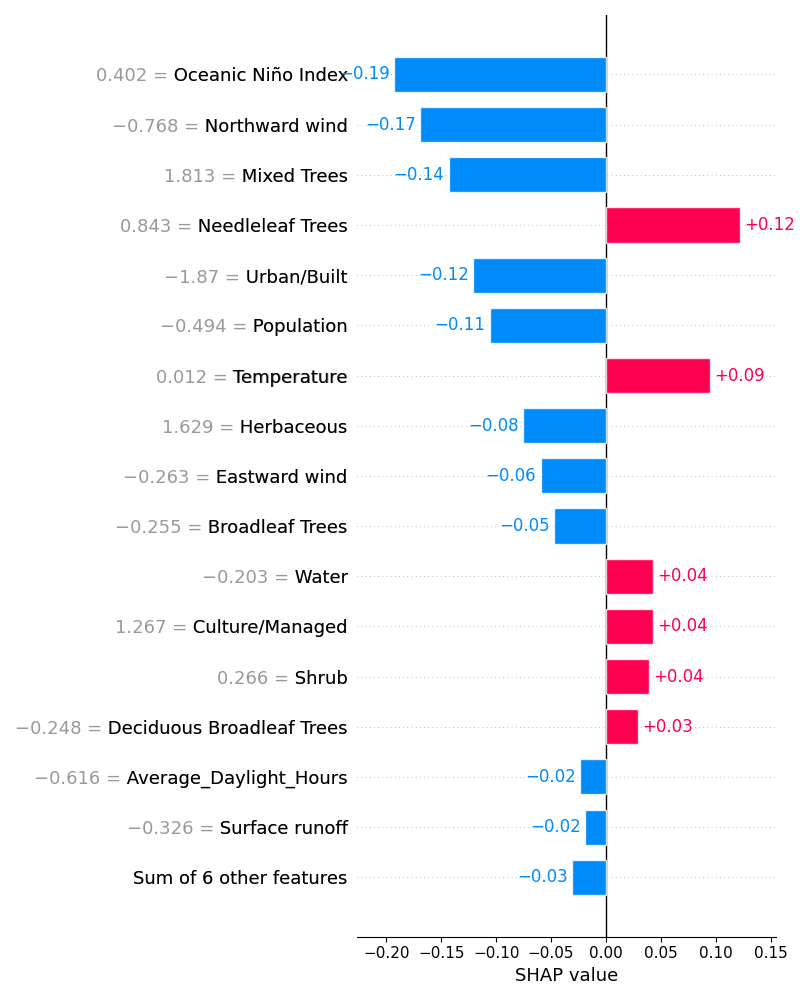 0.402 = Oceanic Niño Index −0.19
−0.768 = Northward wind −0.17
1.813 = Mixed Trees −0.14
0.843 = Needleleaf Trees +0.12
−1.87 = Urban/Built −0.12
−0.494 = Population −0.11
0.012 = Temperature +0.09
1.629 = Herbaceous −0.08
−0.263 = Eastward wind −0.06
−0.255 = Broadleaf Trees −0.05
−0.203 = Water +0.04
1.267 = Culture/Managed +0.04
0.266 = Shrub +0.04
−0.248 = Deciduous Broadleaf Trees +0.03
−0.616 = Average_Daylight_Hours −0.02
−0.326 = Surface runoff −0.02
Sum of 6 other features −0.03
−0.20 −0.15 −0.10 −0.05 0.00 0.05 0.10 0.15
SHAP value